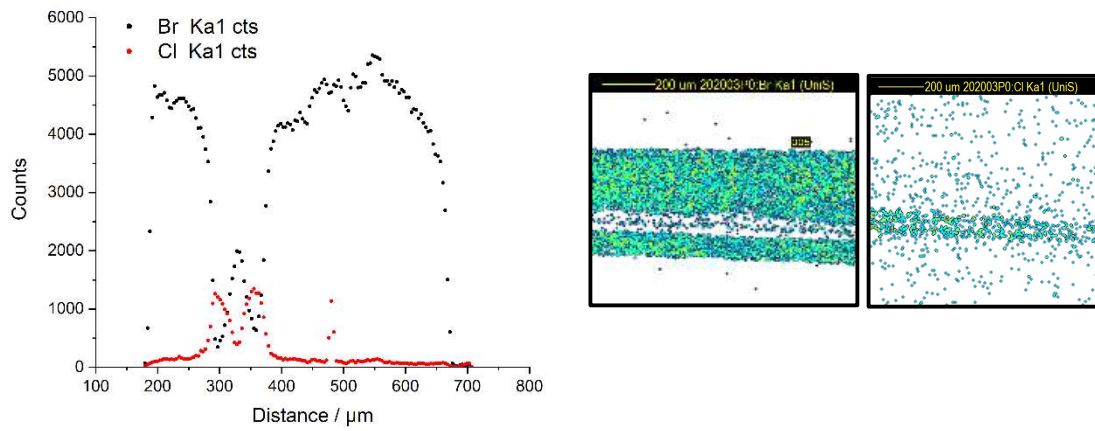 6000
5000
4000
3000
2000
1000
0
Counts
Br Ka1 cts
Cl Ka1 cts
100 200 300 400 500 600 700 800
Distance / µm
200 um 202003P0:Br Ka1 (UniS)
200 um 202003P0:Cl Ka1 (UniS)